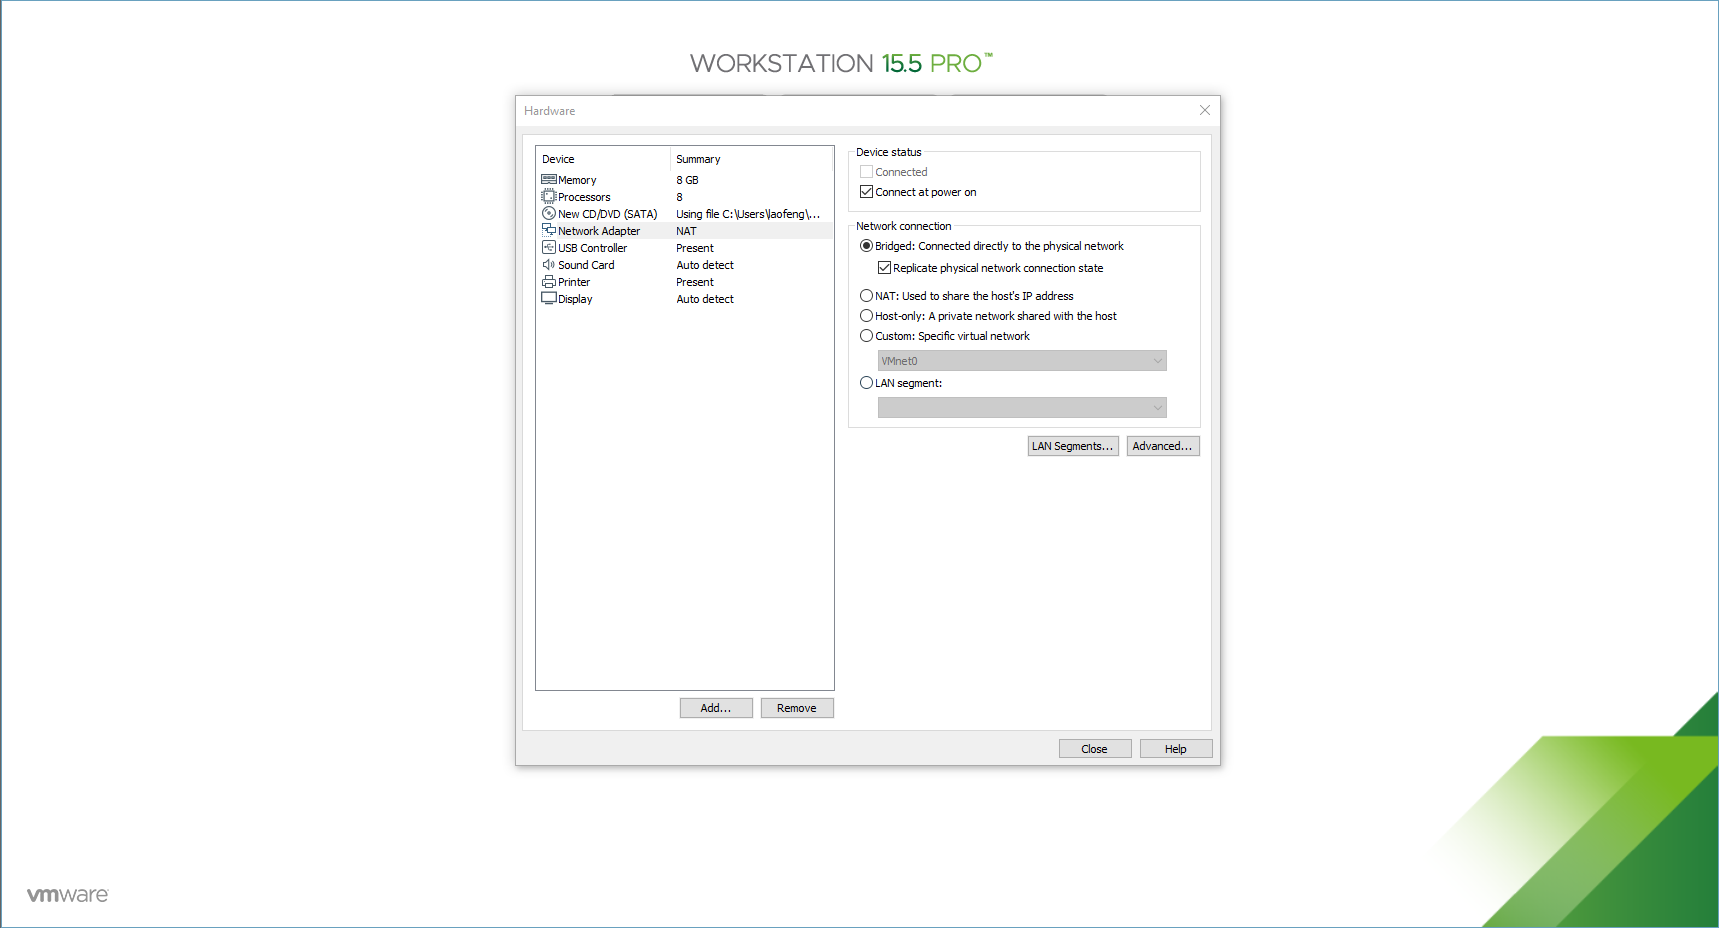 WORKSTATION 15.5 PRO™
Hardware
Device Summary
Memory 8 GB
Processors 8
New CD/DVD (SATA) Using file C:\Users\laofeng\...
Network Adapter NAT
USB Controller Present
Sound Card Auto detect
Printer Present
Display Auto detect
Add...
Remove
Device status
Connected
Connect at power on
Network connection
Bridged: Connected directly to the physical network
Replicate physical network connection state
NAT: Used to share the host's IP address
Host-only: A private network shared with the host
Custom: Specific virtual network
VMnet0
LAN segment:
LAN Segments...
Advanced...
Close
Help
vmware